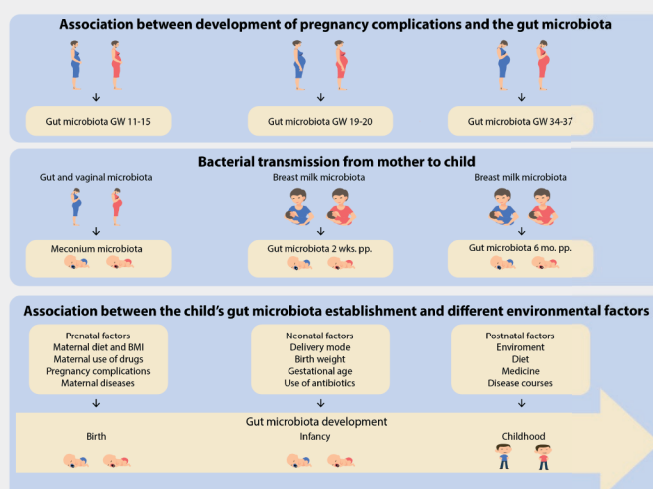 Association between development of pregnancy complications and the gut microbiota
Gut microbiota GW 11-15
Gut microbiota GW 19-20
Gut microbiota GW 34-37
Bacterial transmission from mother to child
Gut and vaginal microbiota
Breast milk microbiota
Breast milk microbiota
Meconium microbiota
Gut microbiota 2 wks. pp.
Gut microbiota 6 mo. pp.
Association between the child's gut microbiota establishment and different environmental factors
Prenatal factors
Maternal diet and BMI
Maternal use of drugs
Pregnancy complications
Maternal diseases
Neonatal factors
Delivery mode
Birth weight
Gestational age
Use of antibiotics
Postnatal factors
Enviroment
Diet
Medicine
Disease courses
Gut microbiota development
Birth
Infancy
Childhood